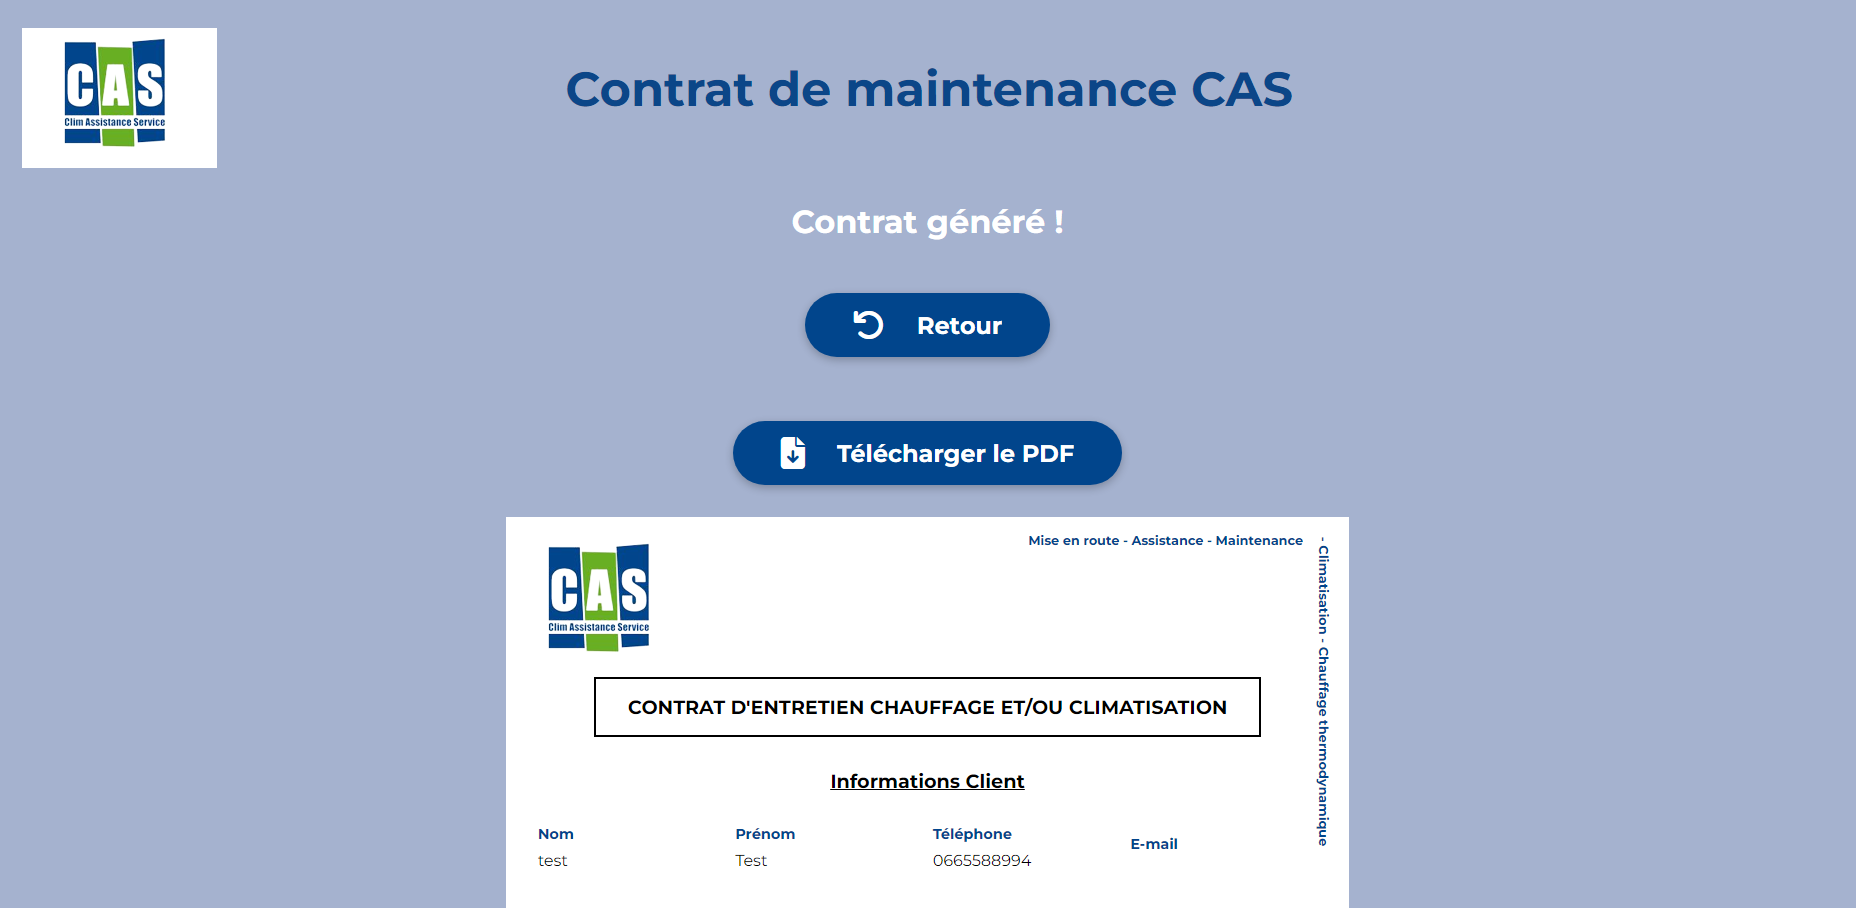 CAS
Clim Assistance Service
Contrat de maintenance CAS
Contrat généré !
Retour
Télécharger le PDF
CAS
Clim Assistance Service
Mise en route - Assistance - Maintenance
- Climatisation - Chauffage thermodynamique
CONTRAT D'ENTRETIEN CHAUFFAGE ET/OU CLIMATISATION
Informations Client
Nom Prénom Téléphone E-mail
test Test 0665588994